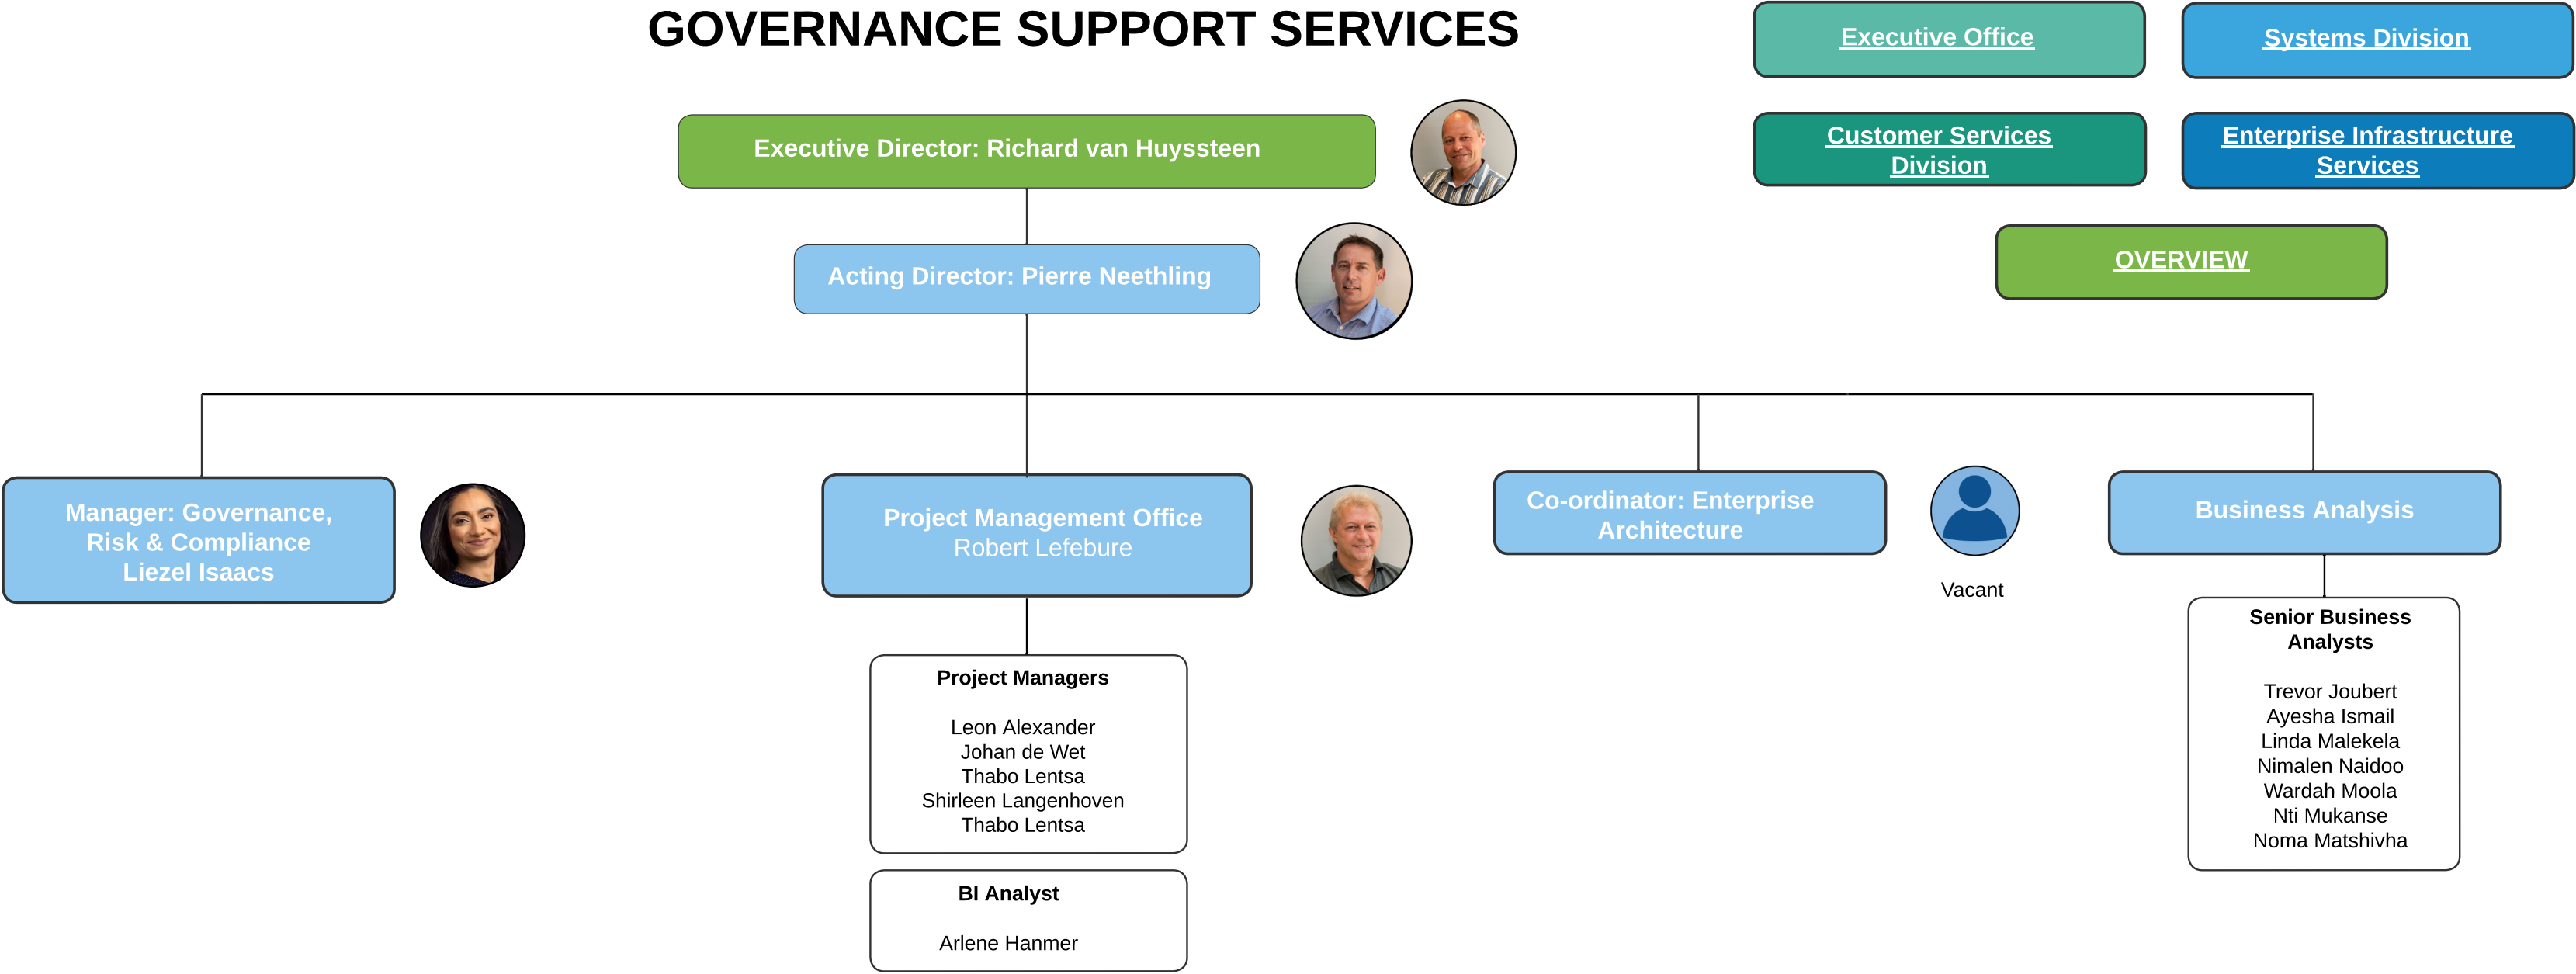 GOVERNANCE SUPPORT SERVICES
Executive Office
Systems Division
Customer Services
Division
Enterprise Infrastructure
Services
OVERVIEW
Executive Director: Richard van Huyssteen
Acting Director: Pierre Neethling
Manager: Governance,
Risk & Compliance
Liezel Isaacs
Project Management Office
Robert Lefebure
Co-ordinator: Enterprise
Architecture
Vacant
Business Analysis
Project Managers
Leon Alexander
Johan de Wet
Thabo Lentsa
Shirleen Langenhoven
Thabo Lentsa
BI Analyst
Arlene Hanmer
Senior Business
Analysts
Trevor Joubert
Ayesha Ismail
Linda Malekela
Nimalen Naidoo
Wardah Moola
Nti Mukanse
Noma Matshivha